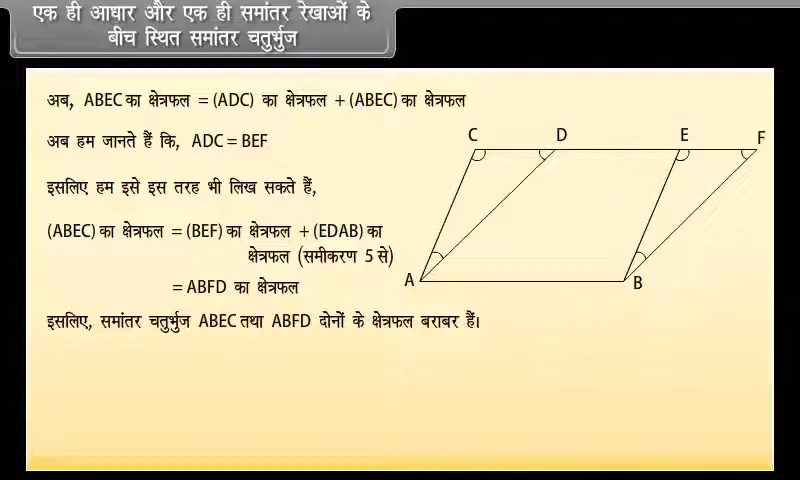 एक ही आधार और एक ही समांतर रेखाओं के
बीच स्थित समांतर चतुर्भुज
अब, ABEC का क्षेत्रफल = (ADC) का क्षेत्रफल + (ABEC) का क्षेत्रफल
अब हम जानते हैं कि, ADC = BEF
इसलिए हम इसे इस तरह भी लिख सकते हैं,
(ABEC) का क्षेत्रफल = (BEF) का क्षेत्रफल + (EDAB) का
क्षेत्रफल (समीकरण 5 से)
= ABFD का क्षेत्रफल
इसलिए, समांतर चतुर्भुज ABEC तथा ABFD दोनों के क्षेत्रफल बराबर हैं।
C D E F
A B